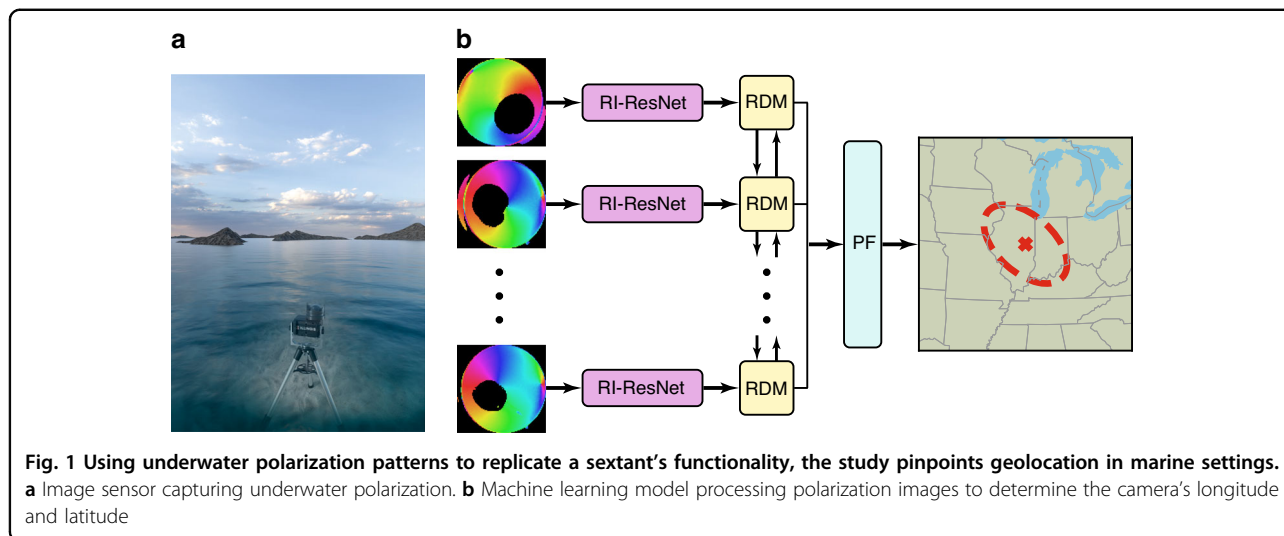 a
b
RI-ResNet
RDM
RI-ResNet
RDM
PF
RI-ResNet
RDM
Fig. 1 Using underwater polarization patterns to replicate a sextant's functionality, the study pinpoints geolocation in marine settings.
a Image sensor capturing underwater polarization. b Machine learning model processing polarization images to determine the camera's longitude
and latitude